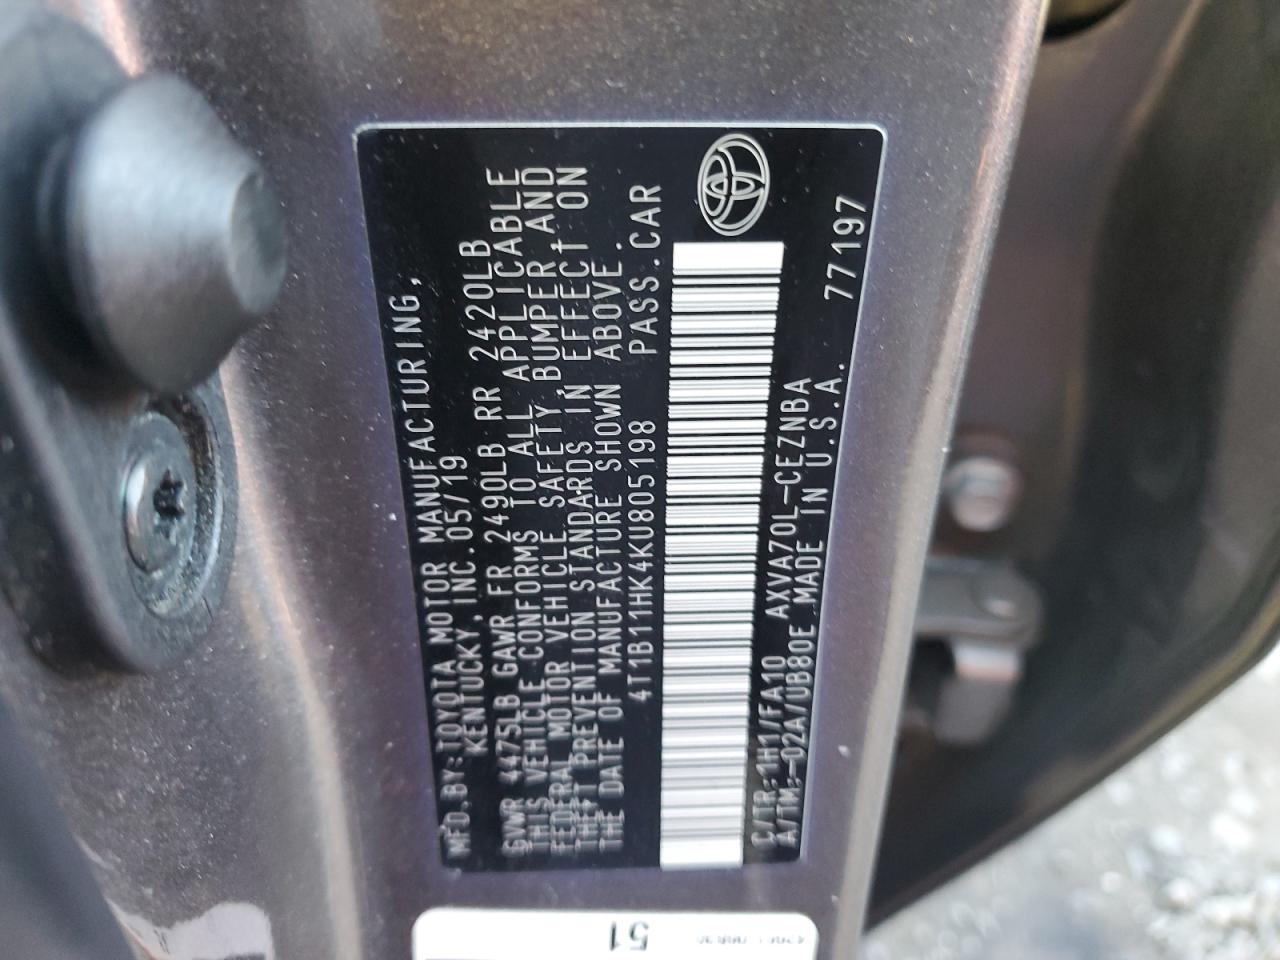 MFD.BY:TOYOTA MOTOR MANUFACTURING,
KENTUCKY,INC.05/19
GVWR 4475LB GAWR FR 2490LB RR 2420LB
THIS VEHICLE CONFORMS TO ALL APPLICABLE
FEDERAL MOTOR VEHICLE SAFETY,BUMPER,AND
THEFT PREVENTION STANDARDS IN EFFECT ON
THE DATE OF MANUFACTURE SHOWN ABOVE.
4T1B11HK4KU805198 PASS.CAR
C/TR:1H1/FA10 AXVA70L-CEZNBA
A/TM:-02A/UB80E MADE IN U.S.A. 77197
51